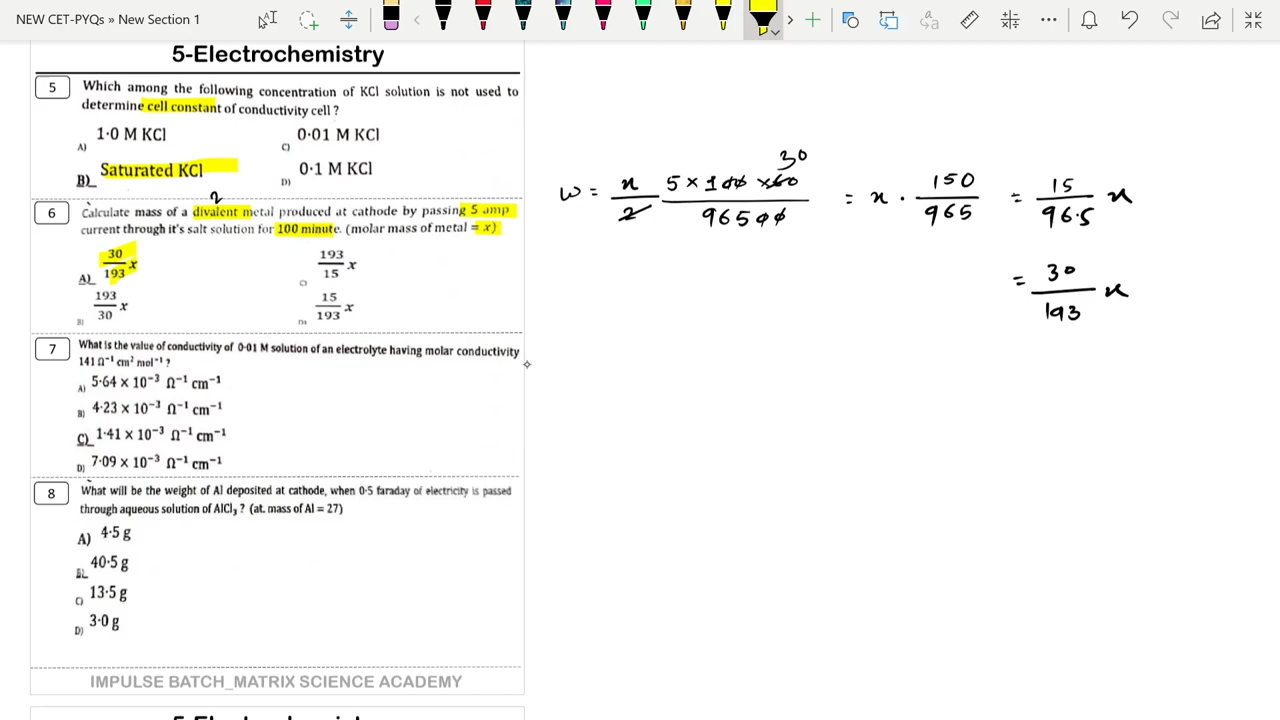 NEW CET-PYQs » New Section 1
5-Electrochemistry
5 Which among the following concentration of KCl solution is not used to
determine cell constant of conductivity cell ?
A) 1·0 M KCl C) 0·01 M KCl
B) Saturated KCl D) 0·1 M KCl
2
6 Calculate mass of a divalent metal produced at cathode by passing 5 amp
current through it's salt solution for 100 minute. (molar mass of metal = x)
A) 30/193 x C) 193/15 x
B) 193/30 x D) 15/193 x
7 What is the value of conductivity of 0·01 M solution of an electrolyte having molar conductivity
141 Ω⁻¹ cm² mol⁻¹ ?
A) 5·64 × 10⁻³ Ω⁻¹ cm⁻¹
B) 4·23 × 10⁻³ Ω⁻¹ cm⁻¹
C) 1·41 × 10⁻³ Ω⁻¹ cm⁻¹
D) 7·09 × 10⁻³ Ω⁻¹ cm⁻¹
8 What will be the weight of Al deposited at cathode, when 0·5 faraday of electricity is passed
through aqueous solution of AlCl₃ ? (at. mass of Al = 27)
A) 4·5 g
B) 40·5 g
C) 13·5 g
D) 3·0 g
IMPULSE BATCH_MATRIX SCIENCE ACADEMY
5-Electrochemistry
30
W = x/2 5 × 100 × 60 / 96500 = x · 150/965 = 15/96.5 x
= 30/193 x